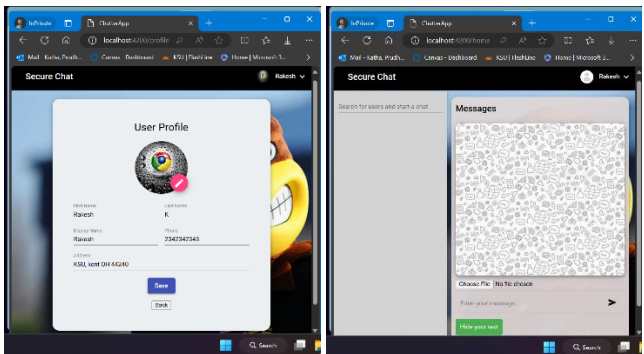 InPrivate ChatterApp
localhost:4200/profile
Mail - Katha, Prudh... Canvas - Dashboard KSU | Flashline Home | Microsoft 3...
Secure Chat Rakesh
User Profile
First Name Last Name
Rakesh K
Display Name Phone
Rakesh 2342342343
Address
KSU, kent OH 44240
Save
Back
Search
InPrivate ChatterApp
localhost:4200/home
Mail - Katha, Prudh... Canvas - Dashboard KSU | Flashline Home | Microsoft 3...
Secure Chat Rakesh
Search for users and start a chat
Messages
Choose File No file chosen
Enter your message...
Hide your text
Search